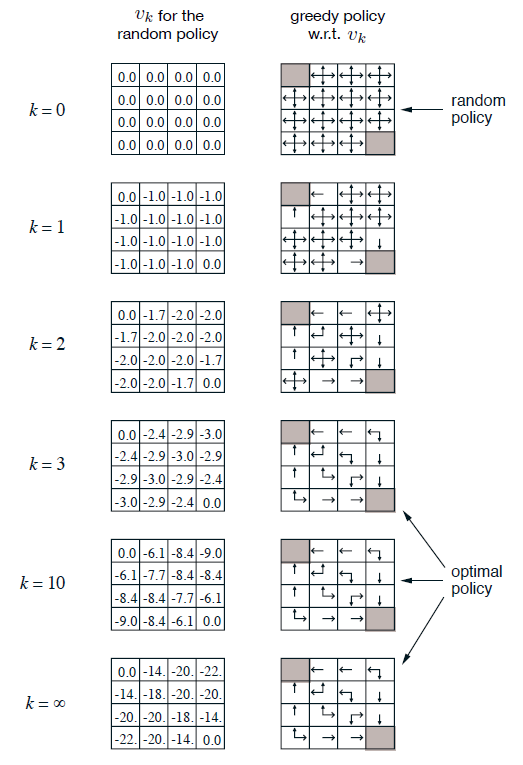 vk for the
random policy
greedy policy
w.r.t. vk
k = 0
0.0 0.0 0.0 0.0
0.0 0.0 0.0 0.0
0.0 0.0 0.0 0.0
0.0 0.0 0.0 0.0
random
policy
k = 1
0.0 -1.0 -1.0 -1.0
-1.0 -1.0 -1.0 -1.0
-1.0 -1.0 -1.0 -1.0
-1.0 -1.0 -1.0 0.0
k = 2
0.0 -1.7 -2.0 -2.0
-1.7 -2.0 -2.0 -2.0
-2.0 -2.0 -2.0 -1.7
-2.0 -2.0 -1.7 0.0
k = 3
0.0 -2.4 -2.9 -3.0
-2.4 -2.9 -3.0 -2.9
-2.9 -3.0 -2.9 -2.4
-3.0 -2.9 -2.4 0.0
k = 10
0.0 -6.1 -8.4 -9.0
-6.1 -7.7 -8.4 -8.4
-8.4 -8.4 -7.7 -6.1
-9.0 -8.4 -6.1 0.0
optimal
policy
k = ∞
0.0 -14. -20. -22.
-14. -18. -20. -20.
-20. -20. -18. -14.
-22. -20. -14. 0.0